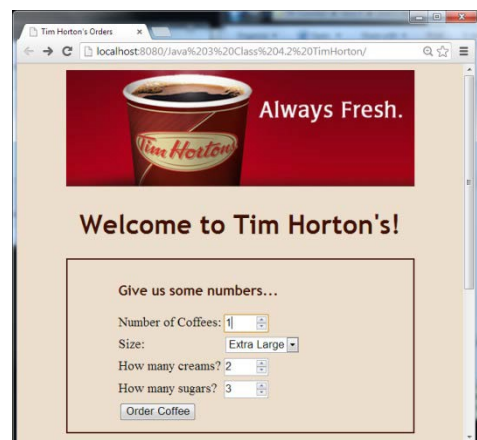 Tim Horton's Orders
localhost:8080/Java%203%20Class%204.2%20TimHorton/
Always Fresh.
Tim Hortons
Welcome to Tim Horton's!
Give us some numbers...
Number of Coffees: 1
Size: Extra Large
How many creams? 2
How many sugars? 3
Order Coffee